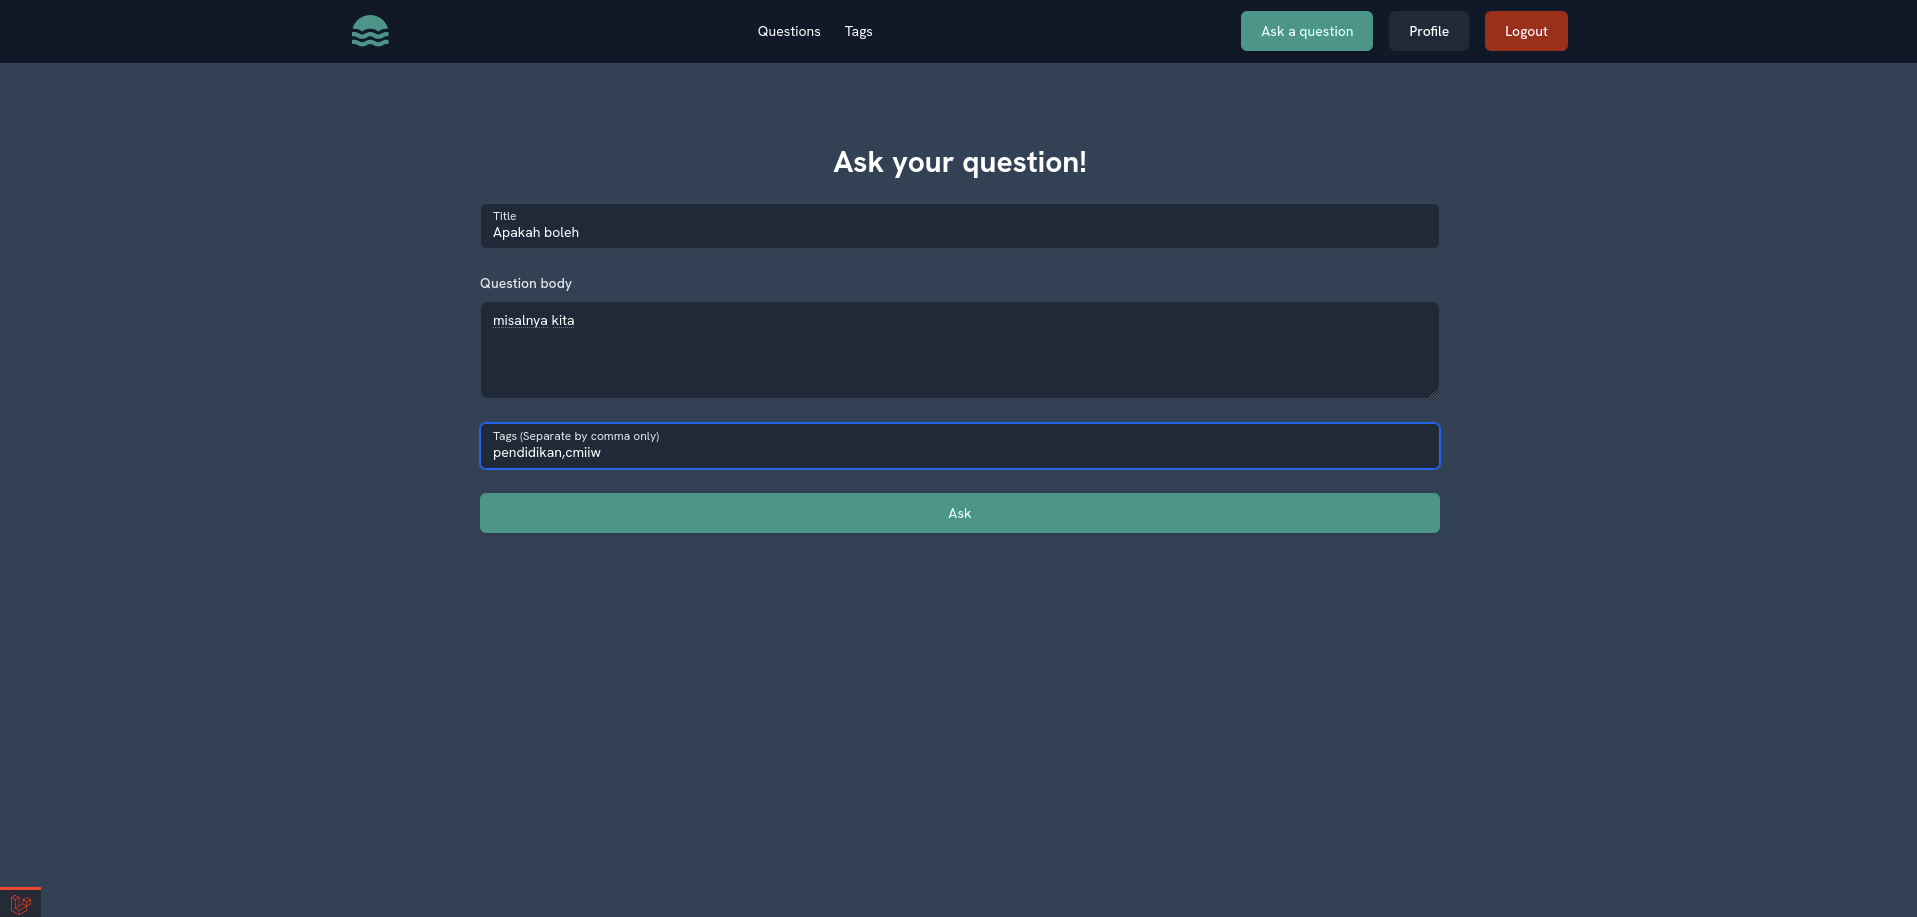 Questions Tags Ask a question Profile Logout
Ask your question!
Title
Apakah boleh
Question body
misalnya kita
Tags (Separate by comma only)
pendidikan,cmiiw
Ask